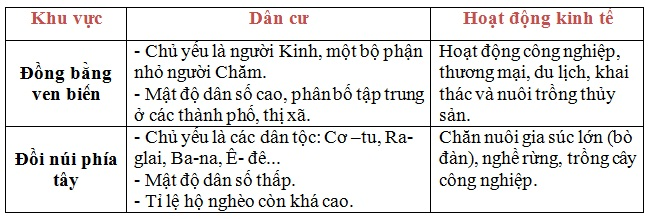 Khu vực
Dân cư
Hoạt động kinh tế
Đồng bằng
ven biển
- Chủ yếu là người Kinh, một bộ phận
nhỏ người Chăm.
- Mật độ dân số cao, phân bố tập trung
ở các thành phố, thị xã.
Hoạt động công nghiệp,
thương mại, du lịch, khai
thác và nuôi trồng thủy
sản.
Đồi núi phía
tây
- Chủ yếu là các dân tộc: Cơ –tu, Ra-
glai, Ba-na, Ê- đê...
- Mật độ dân số thấp.
- Tỉ lệ hộ nghèo còn khá cao.
Chăn nuôi gia súc lớn (bò
đàn), nghề rừng, trồng cây
công nghiệp.